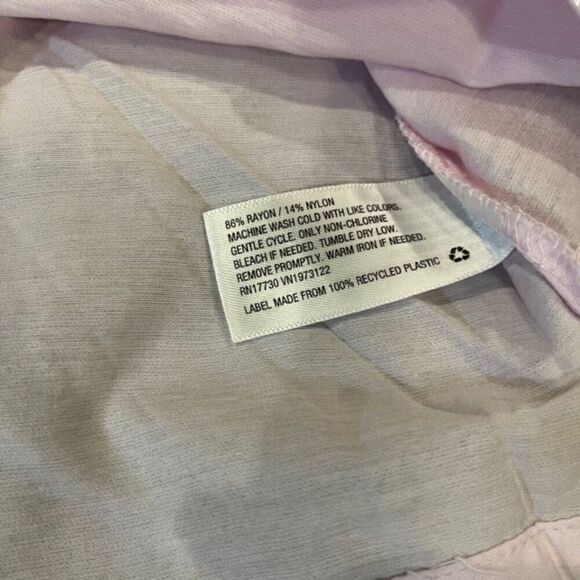 86% RAYON / 14% NYLON
MACHINE WASH COLD WITH LIKE COLORS.
GENTLE CYCLE. ONLY NON-CHLORINE
BLEACH IF NEEDED. TUMBLE DRY LOW.
REMOVE PROMPTLY. WARM IRON IF NEEDED.
RN17730 VN1973122
LABEL MADE FROM 100% RECYCLED PLASTIC